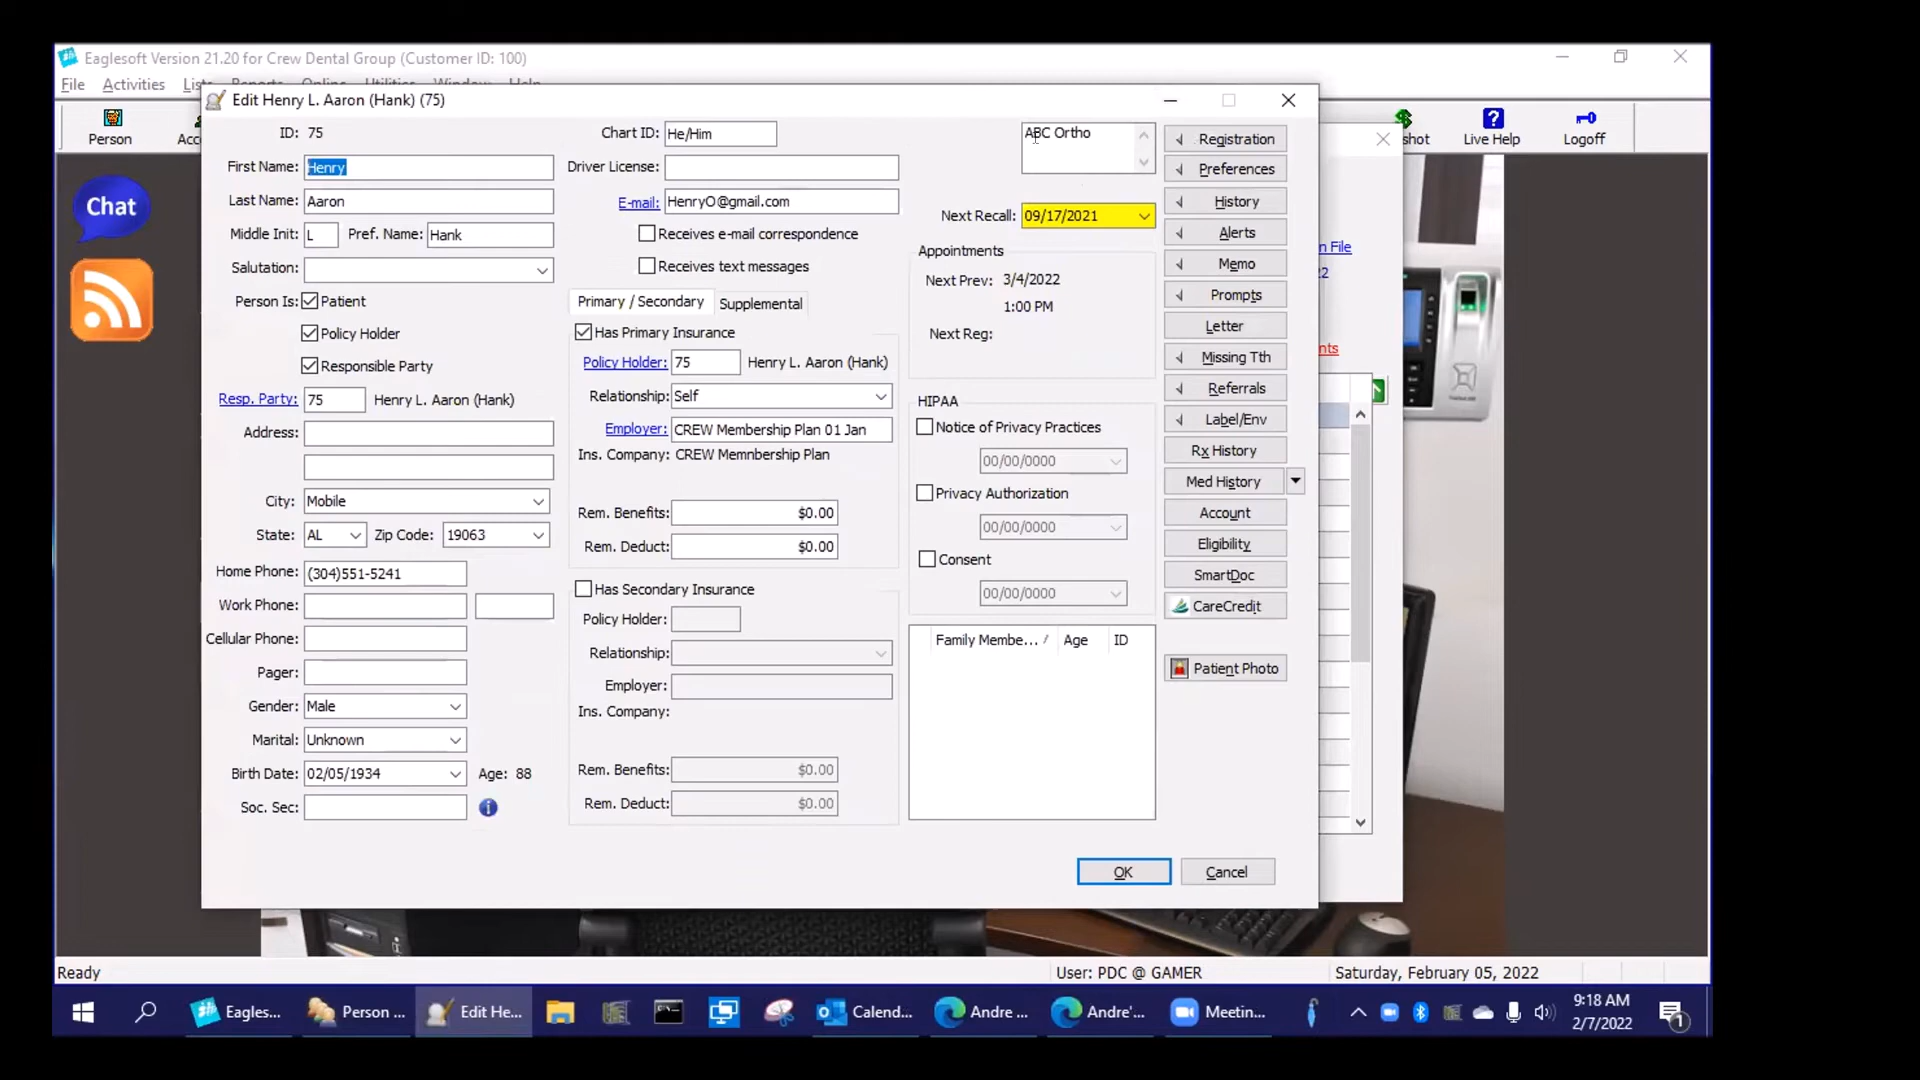 Eaglesoft Version 21.20 for Crew Dental Group (Customer ID: 100)
File Activities Lists Reports Online Utilities Window Help
Person
Live Help
Logoff
Chat
Edit Henry L. Aaron (Hank) (75)
ID: 75
First Name: Henry
Last Name: Aaron
Middle Init: L Pref. Name: Hank
Salutation:
Person Is: Patient
Policy Holder
Responsible Party
Resp. Party: 75 Henry L. Aaron (Hank)
Address:
City: Mobile
State: AL Zip Code: 19063
Home Phone: (304)551-5241
Work Phone:
Cellular Phone:
Pager:
Gender: Male
Marital: Unknown
Birth Date: 02/05/1934 Age: 88
Soc. Sec:
Chart ID: He/Him
Driver License:
E-mail: HenryO@gmail.com
Receives e-mail correspondence
Receives text messages
Primary / Secondary Supplemental
Has Primary Insurance
Policy Holder: 75 Henry L. Aaron (Hank)
Relationship: Self
Employer: CREW Membership Plan 01 Jan
Ins. Company: CREW Memnbership Plan
Rem. Benefits: $0.00
Rem. Deduct: $0.00
Has Secondary Insurance
Policy Holder:
Relationship:
Employer:
Ins. Company:
Rem. Benefits: $0.00
Rem. Deduct: $0.00
ABC Ortho
Next Recall: 09/17/2021
Appointments
Next Prev: 3/4/2022
1:00 PM
Next Reg:
HIPAA
Notice of Privacy Practices
00/00/0000
Privacy Authorization
00/00/0000
Consent
00/00/0000
Family Membe... / Age ID
Registration
Preferences
History
Alerts
Memo
Prompts
Letter
Missing Tth
Referrals
Label/Env
Rx History
Med History
Account
Eligibility
SmartDoc
CareCredit
Patient Photo
OK Cancel
n File
Ready
User: PDC @ GAMER
Saturday, February 05, 2022
Eagles... Person ... Edit He... Calend... Andre ... Andre'... Meetin...
9:18 AM
2/7/2022
1